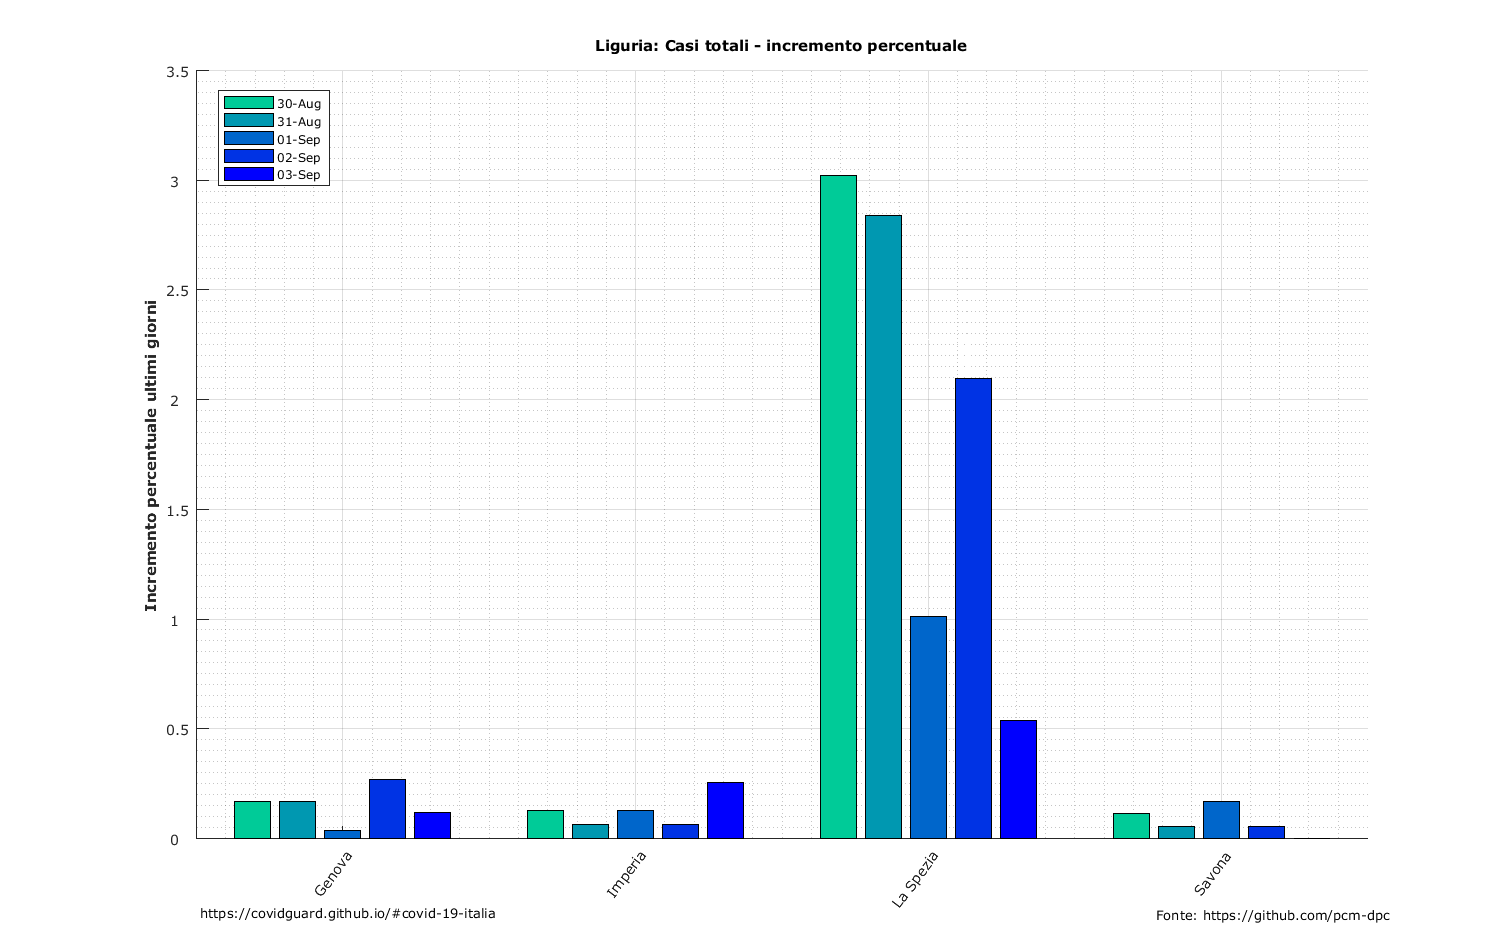 Liguria: Casi totali - incremento percentuale
3.5
3
2.5
2
1.5
1
0.5
0
30-Aug
31-Aug
01-Sep
02-Sep
03-Sep
Incremento percentuale ultimi giorni
Genova
Imperia
La Spezia
Savona
https://covidguard.github.io/#covid-19-italia
Fonte: https://github.com/pcm-dpc